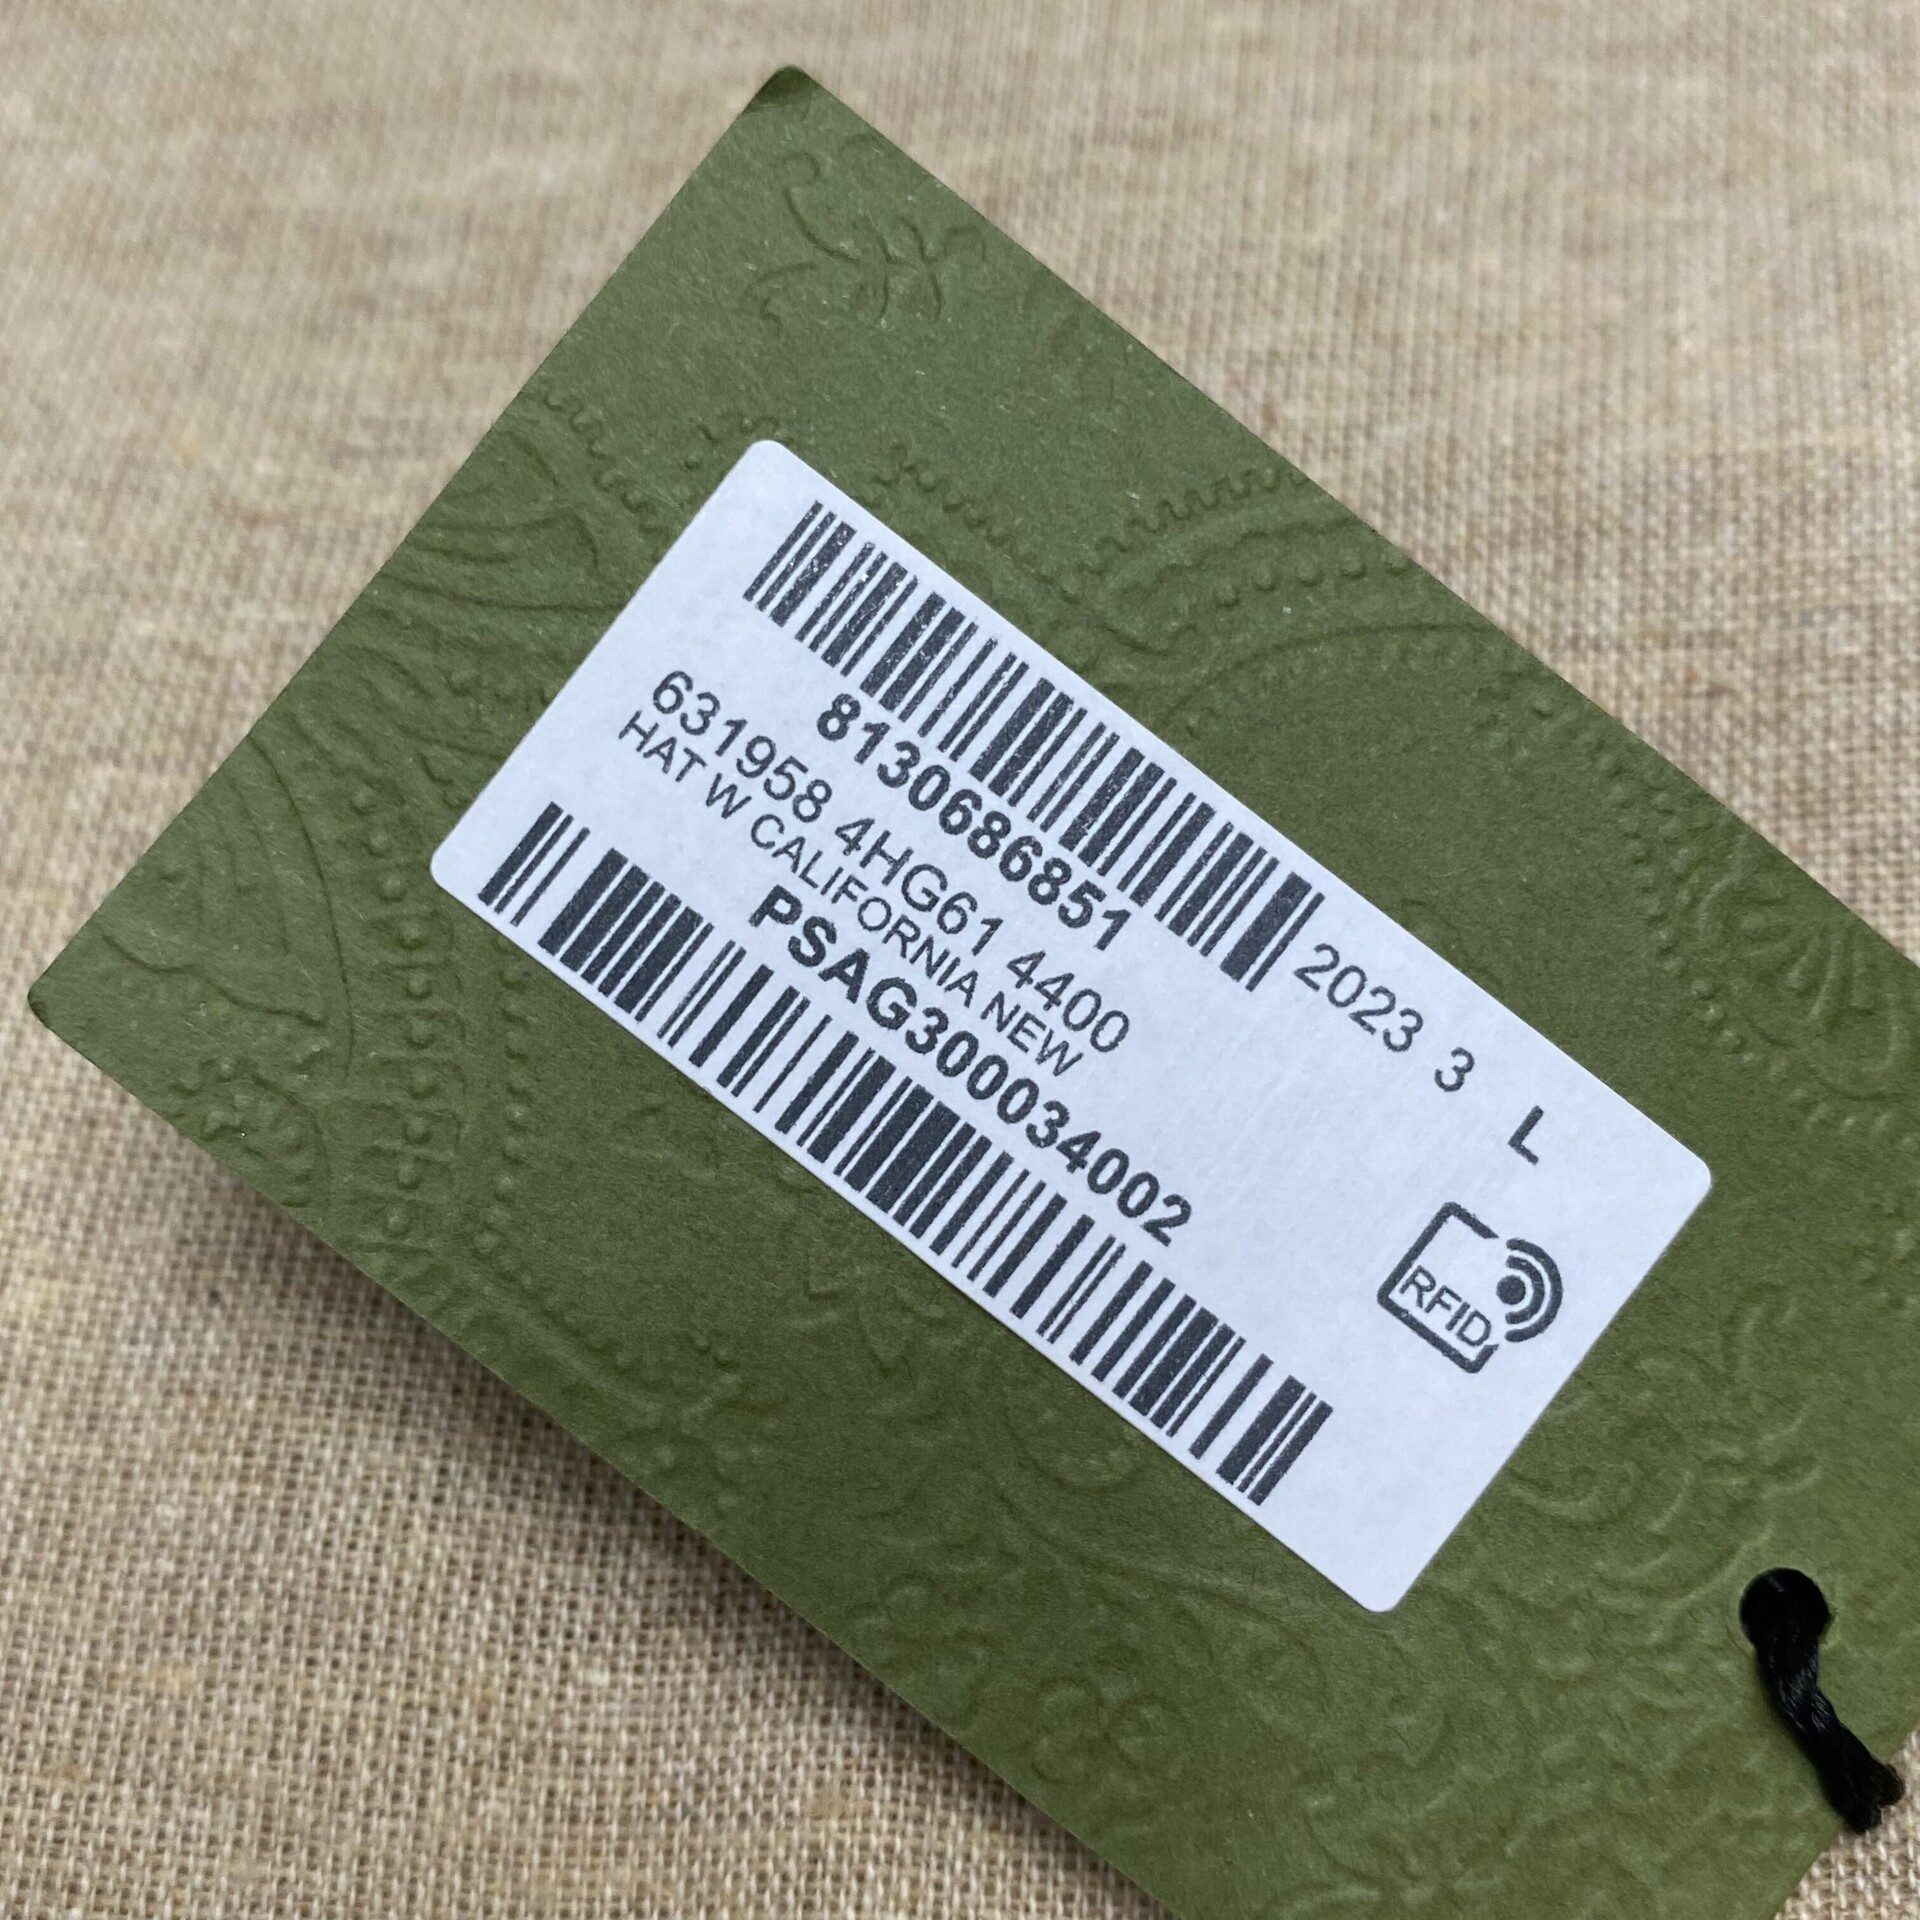 2023 3 L
8130686851
631958 4HG61 4400
HAT W CALIFORNIA NEW
PSAG300034002
RFID